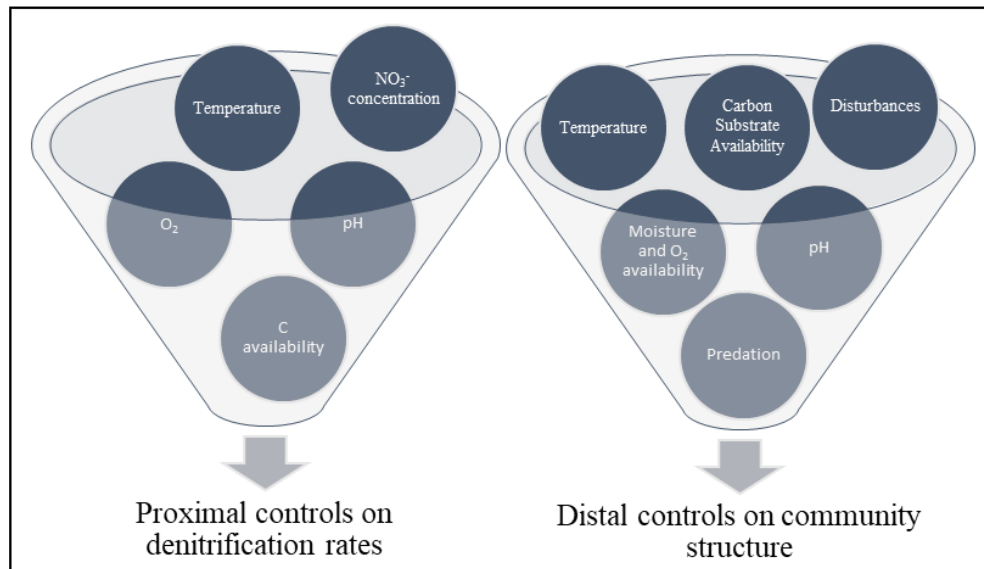 Temperature
NO₃⁻
concentration
O₂
pH
C
availability
Proximal controls on
denitrification rates
Temperature
Carbon
Substrate
Availability
Disturbances
Moisture
and O₂
availability
pH
Predation
Distal controls on community
structure